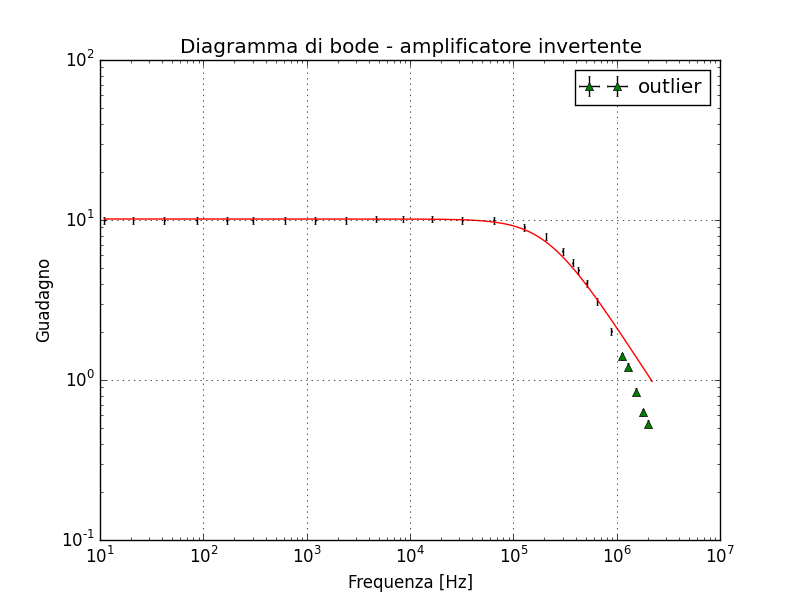 Diagramma di bode - amplificatore invertente
outlier
10^2
10^1
10^0
10^-1
Guadagno
10^1 10^2 10^3 10^4 10^5 10^6 10^7
Frequenza [Hz]